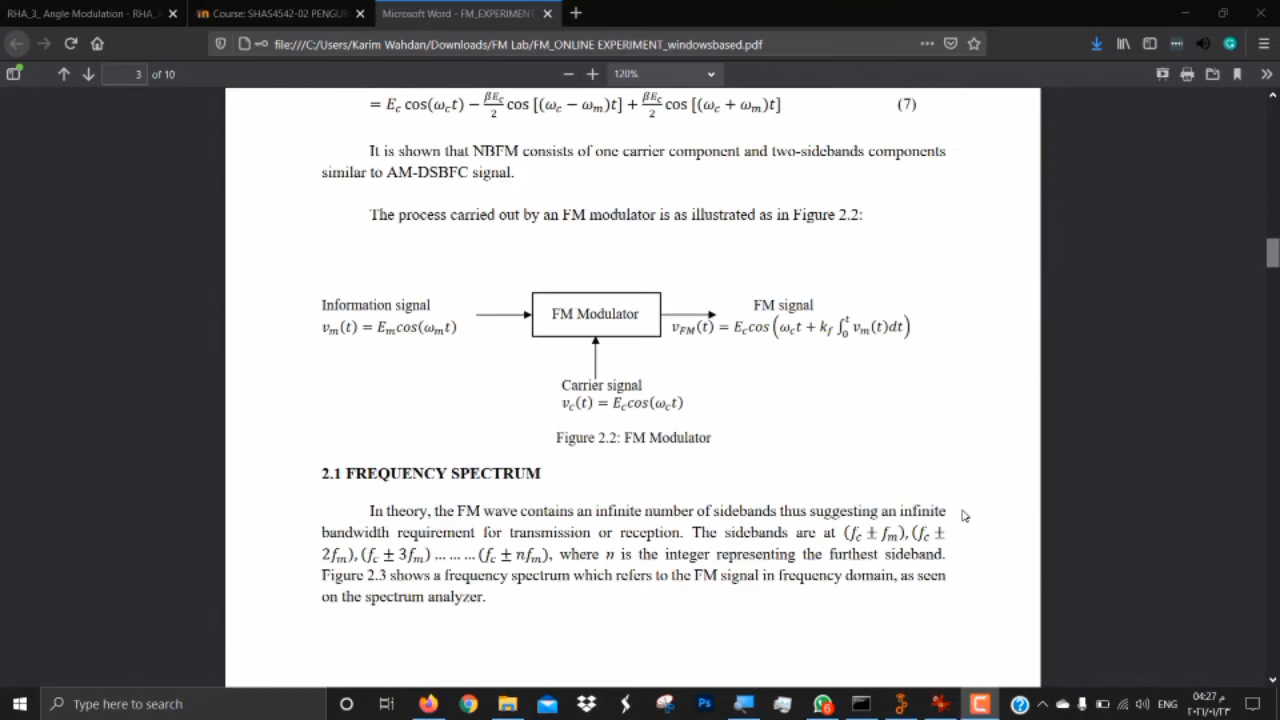 RHA_3_ Angle Modulation - RHA_3
Course: SHAS4542-02 PENGUR
Microsoft Word - FM_EXPERIMENT
file:///C:/Users/Karim Wahdan/Downloads/FM Lab/FM_ONLINE EXPERIMENT_windowsbased.pdf
3 of 10
120%
= E_c cos(ω_c t) − βE_c/2 cos [(ω_c − ω_m)t] + βE_c/2 cos [(ω_c + ω_m)t] (7)
It is shown that NBFM consists of one carrier component and two-sidebands components
similar to AM-DSBFC signal.
The process carried out by an FM modulator is as illustrated as in Figure 2.2:
Information signal
v_m(t) = E_m cos(ω_m t)
FM Modulator
FM signal
v_FM(t) = E_c cos (ω_c t + k_f ∫_0^t v_m(t)dt)
Carrier signal
v_c(t) = E_c cos(ω_c t)
Figure 2.2: FM Modulator
2.1 FREQUENCY SPECTRUM
In theory, the FM wave contains an infinite number of sidebands thus suggesting an infinite
bandwidth requirement for transmission or reception. The sidebands are at (f_c ± f_m), (f_c ±
2f_m), (f_c ± 3f_m) … … … (f_c ± nf_m), where n is the integer representing the furthest sideband.
Figure 2.3 shows a frequency spectrum which refers to the FM signal in frequency domain, as seen
on the spectrum analyzer.
Type here to search
Ps
6
ENG
04:27 م
٢٠٢١/٠١/٢٣